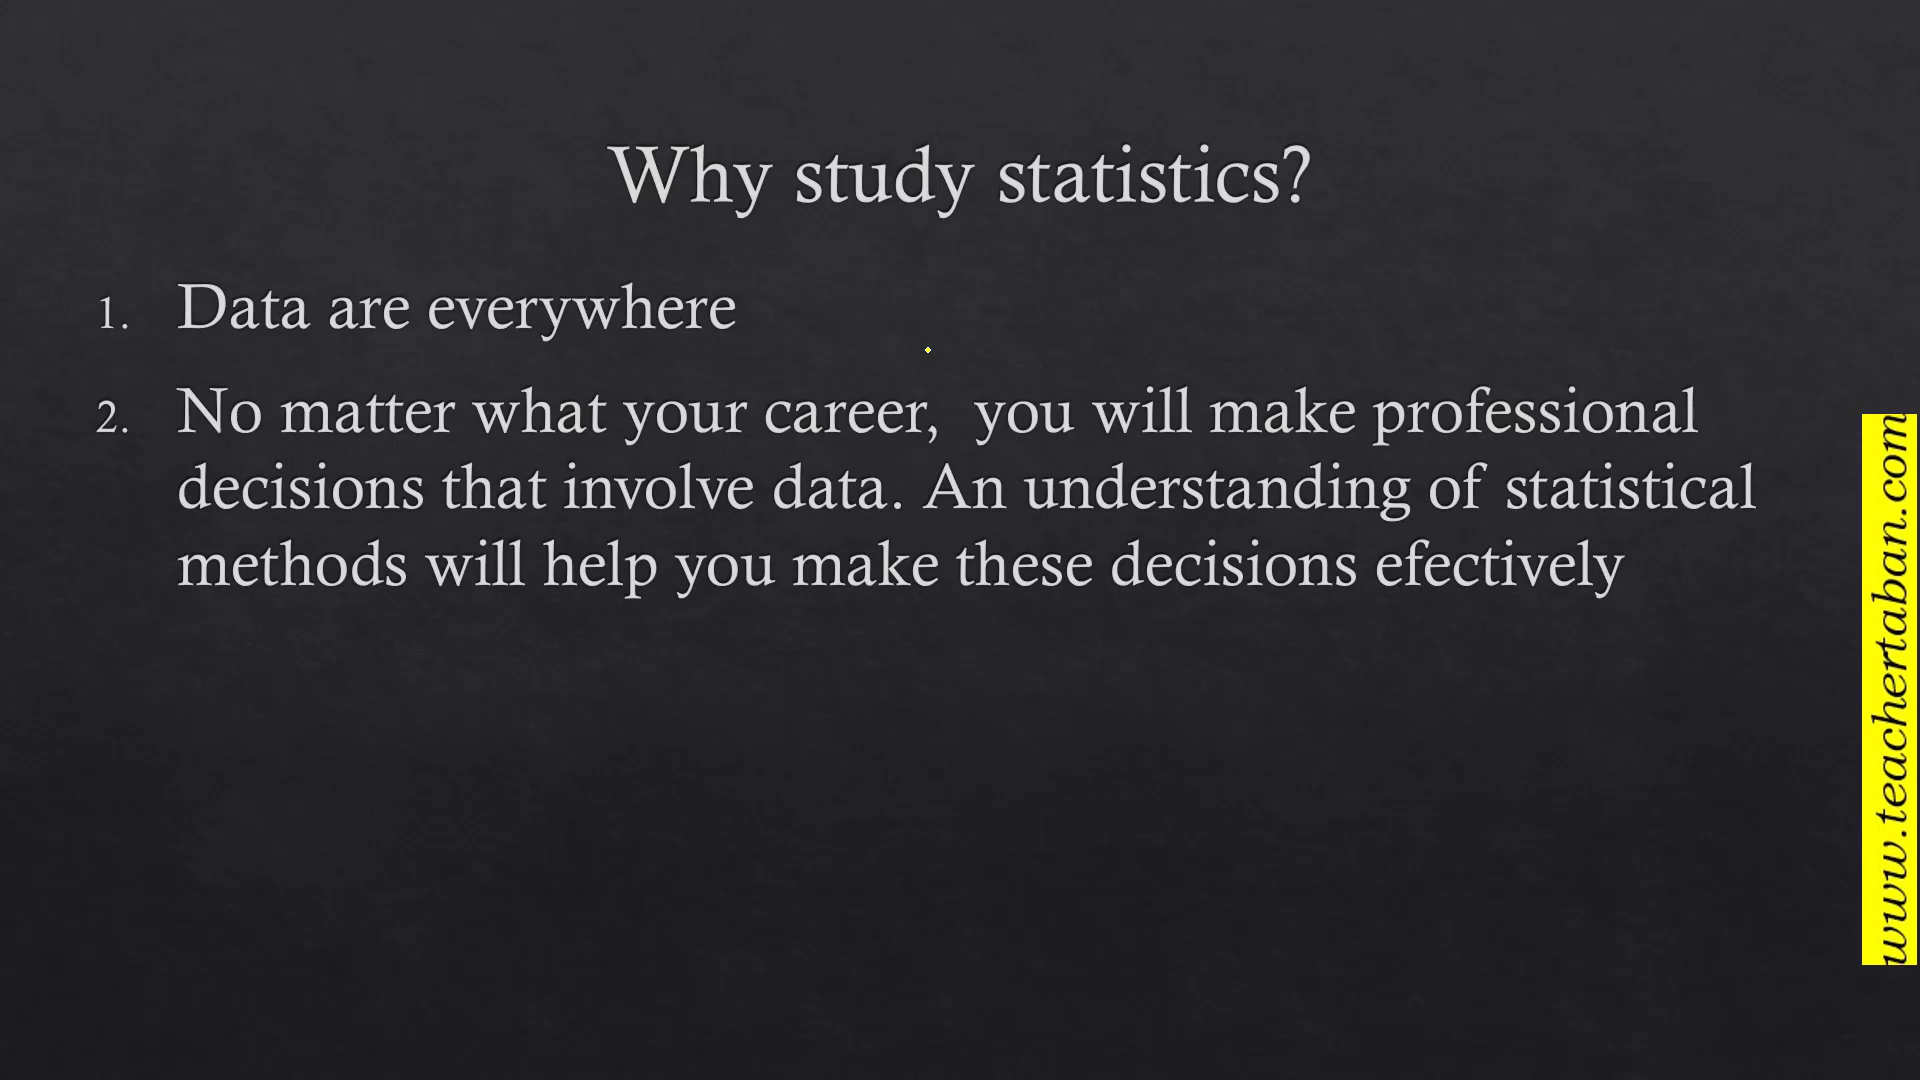 Why study statistics?
1. Data are everywhere
2. No matter what your career,  you will make professional
decisions that involve data. An understanding of statistical
methods will help you make these decisions efectively
www.teachertaban.com